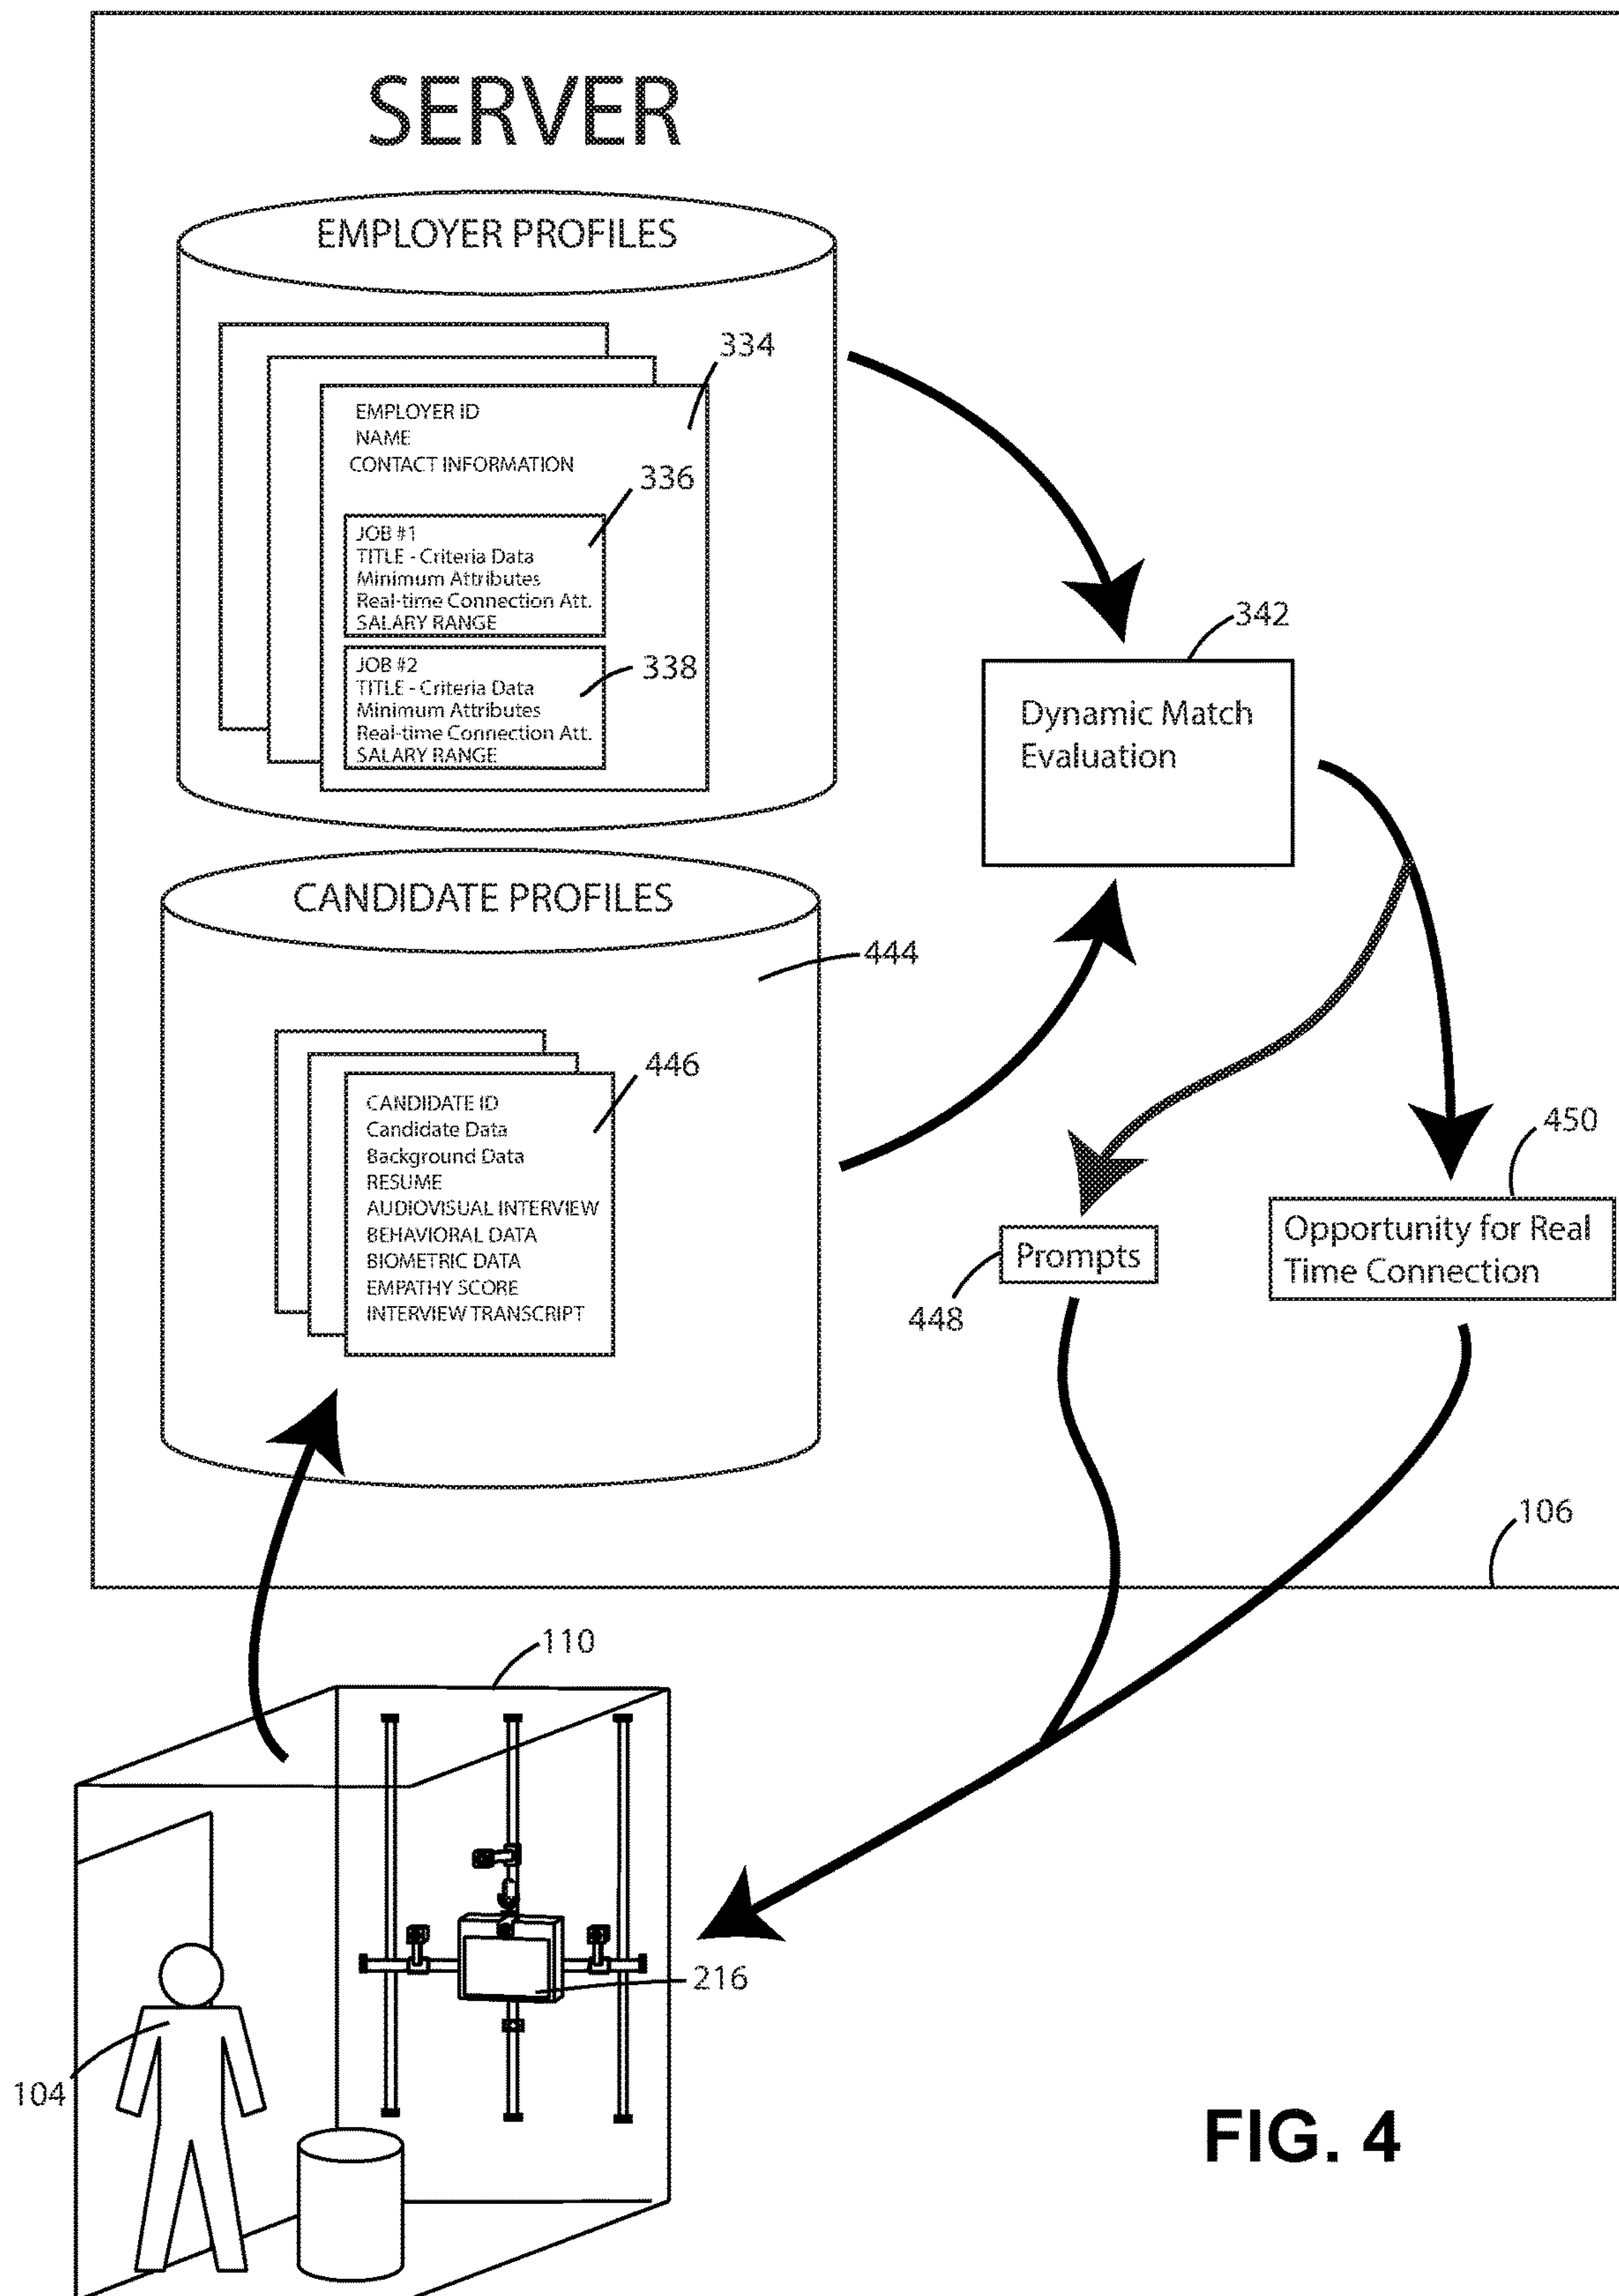 SERVER
EMPLOYER PROFILES
334
EMPLOYER ID
NAME
CONTACT INFORMATION
336
JOB #1
TITLE - Criteria Data
Minimum Attributes
Real-time Connection Att.
SALARY RANGE
338
JOB #2
TITLE - Criteria Data
Minimum Attributes
Real-time Connection Att.
SALARY RANGE
342
Dynamic Match
Evaluation
CANDIDATE PROFILES
444
446
CANDIDATE ID
Candidate Data
Background Data
RESUME
AUDIOVISUAL INTERVIEW
BEHAVIORAL DATA
BIOMETRIC DATA
EMPATHY SCORE
INTERVIEW TRANSCRIPT
450
Opportunity for Real
Time Connection
Prompts
448
106
110
216
104
FIG. 4